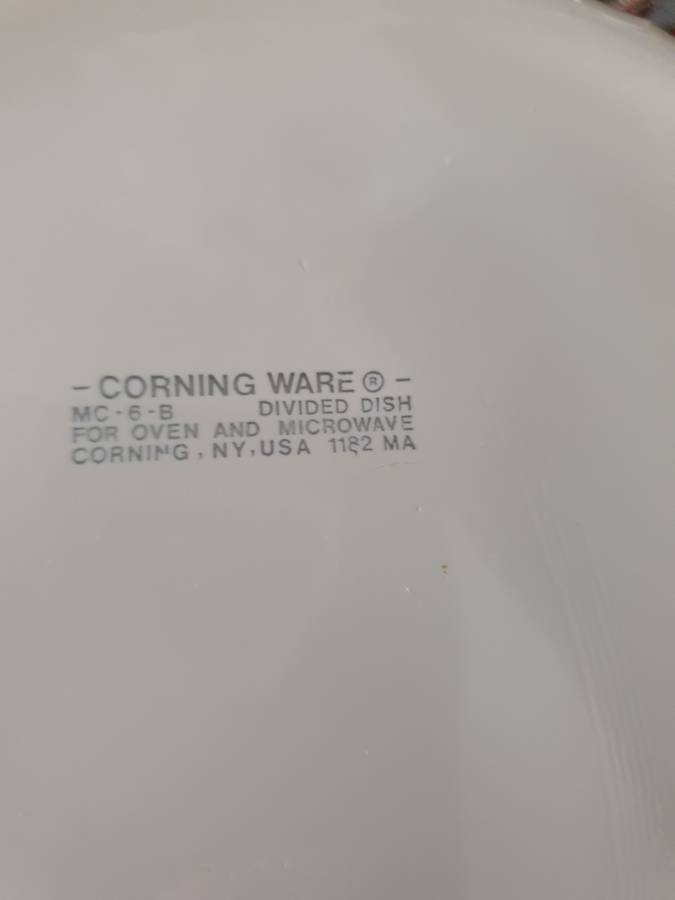 - CORNING WARE ® -
MC-6-B DIVIDED DISH
FOR OVEN AND MICROWAVE
CORNING, NY, USA 1182 MA